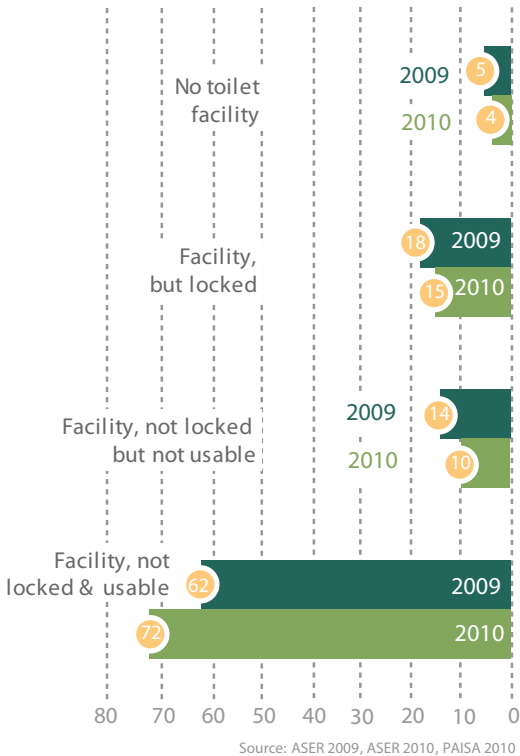 No toilet
facility
2009
5
2010
4
Facility,
but locked
18
2009
15
2010
Facility, not locked
but not usable
2009
14
2010
10
Facility, not
locked & usable
62
2009
72
2010
80 70 60 50 40 30 20 10 0
Source: ASER 2009, ASER 2010, PAISA 2010